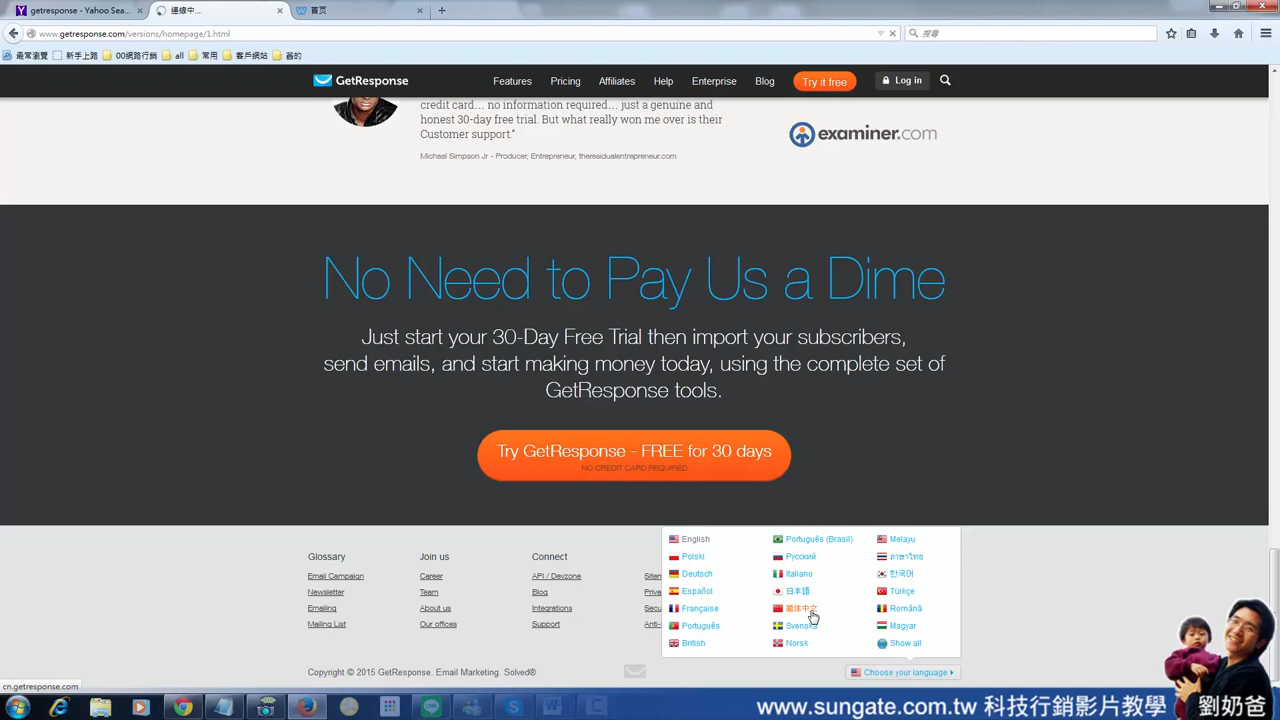 getresponse - Yahoo Sea...
連線中...
首页
www.getresponse.com/versions/homepage/1.html
搜尋
最常瀏覽
新手上路
00網路行銷
all
常用
客戶網站
舊的
GetResponse
Features
Pricing
Affiliates
Help
Enterprise
Blog
Try it free
Log in
credit card... no information required... just a genuine and
honest 30-day free trial. But what really won me over is their
Customer support."
Michael Simpson Jr - Producer, Entrepreneur, theresidualentrepreneur.com
examiner.com
No Need to Pay Us a Dime
Just start your 30-Day Free Trial then import your subscribers,
send emails, and start making money today, using the complete set of
GetResponse tools.
Try GetResponse - FREE for 30 days
NO CREDIT CARD REQUIRED
Glossary
Email Campaign
Newsletter
Emailing
Mailing List
Join us
Career
Team
About us
Our offices
Connect
API / Devzone
Blog
Integrations
Support
Siten
Priva
Secu
Anti-
English
Polski
Deutsch
Español
Française
Português
British
Português (Brasil)
Русский
Italiano
日本語
简体中文
Svenska
Norsk
Melayu
ภาษาไทย
한국어
Türkçe
Română
Magyar
Show all
Copyright © 2015 GetResponse. Email Marketing. Solved®
Choose your language
cn.getresponse.com
www.sungate.com.tw 科技行銷影片教學
劉奶爸